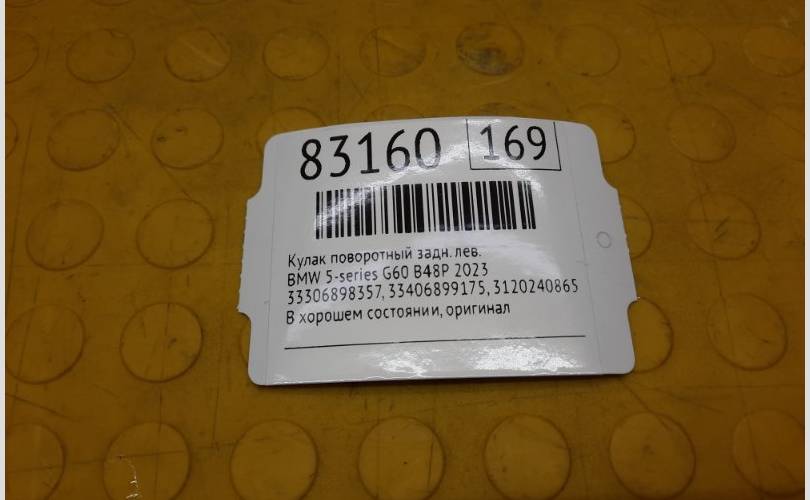 83160 169
Кулак поворотный задн. лев.
BMW 5-series G60 B48P 2023
33306898357, 33406899175, 3120240865
В хорошем состоянии, оригинал